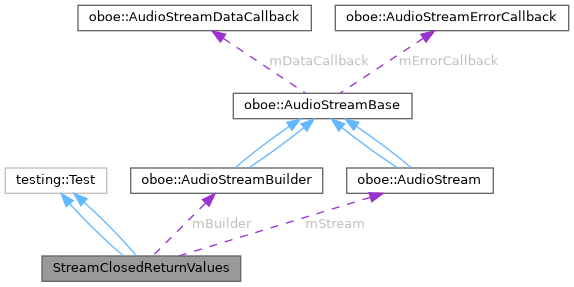 oboe::AudioStreamDataCallback
oboe::AudioStreamErrorCallback
mDataCallback
mErrorCallback
oboe::AudioStreamBase
testing::Test
oboe::AudioStreamBuilder
oboe::AudioStream
mBuilder
mStream
StreamClosedReturnValues